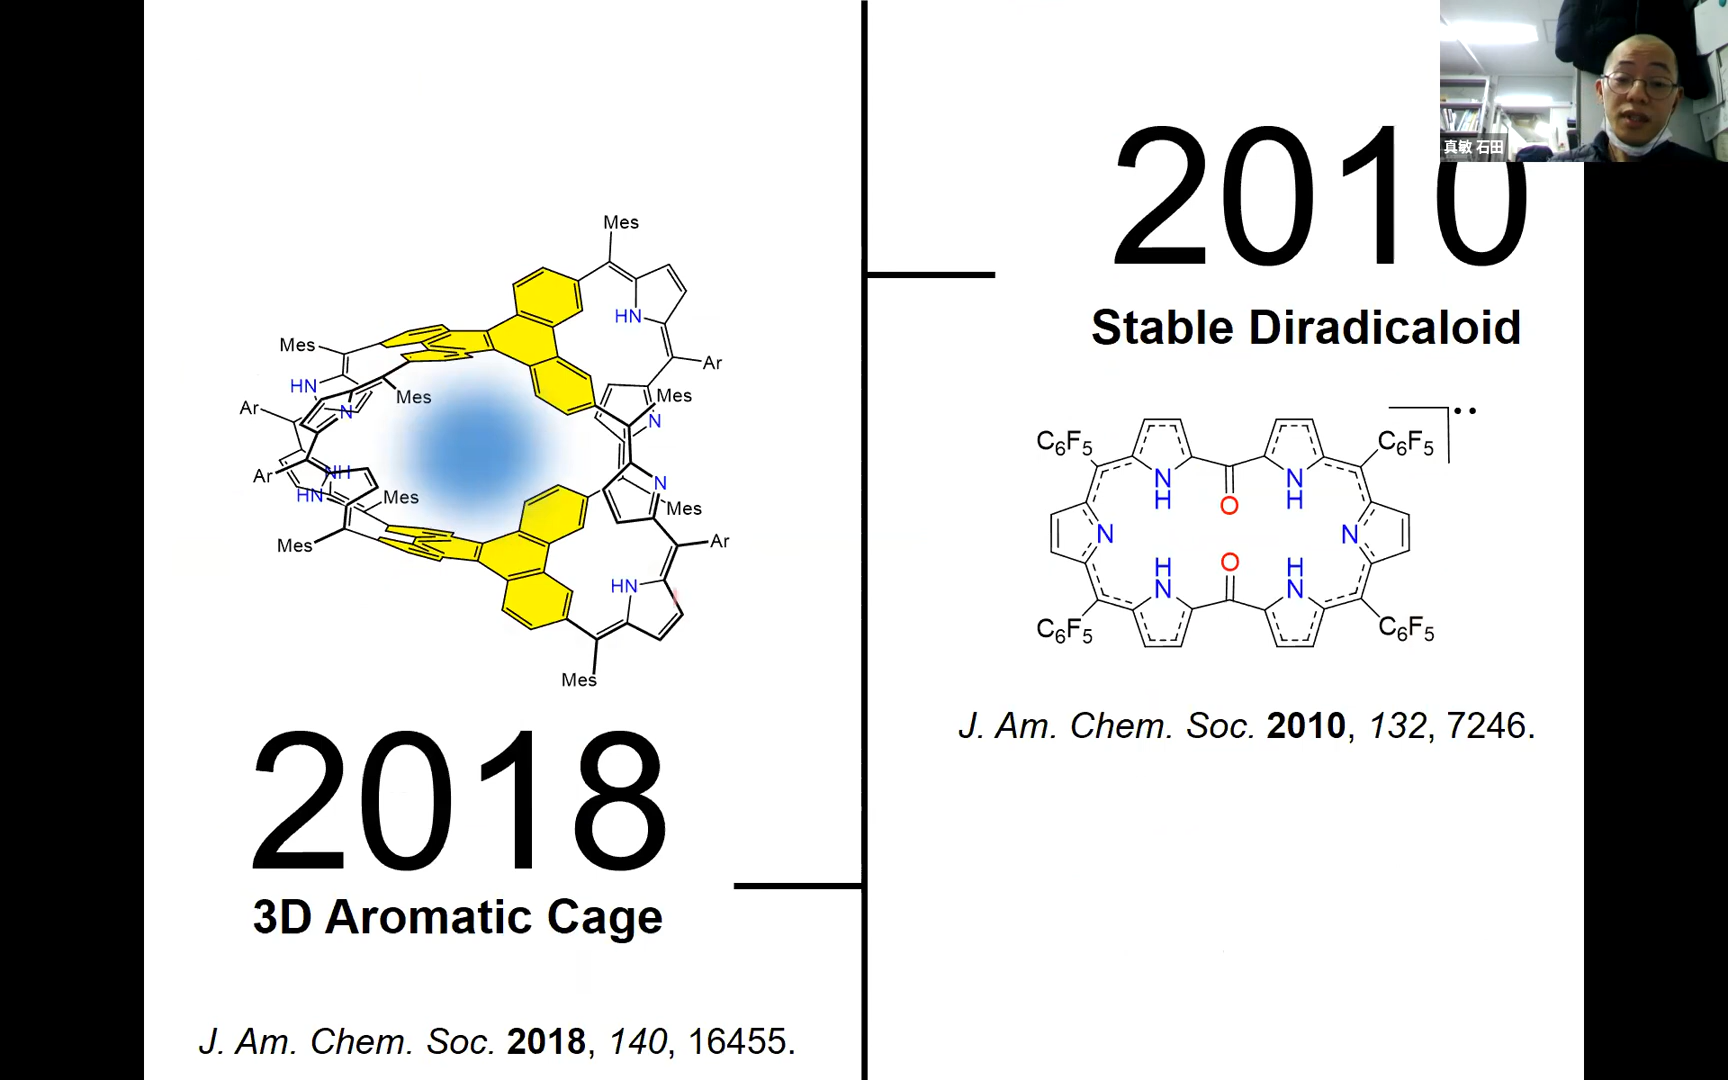 真敏 石田
2010
Stable Diradicaloid
C6F5
C6F5
N
H
N
H
O
N
N
O
H
N
H
N
C6F5
C6F5
J. Am. Chem. Soc. 2010, 132, 7246.
Mes
HN
Mes
Ar
HN
Mes
Mes
Ar
N
N
Ar
NH
N
HN
Mes
Mes
Mes
Ar
HN
Mes
2018
3D Aromatic Cage
J. Am. Chem. Soc. 2018, 140, 16455.